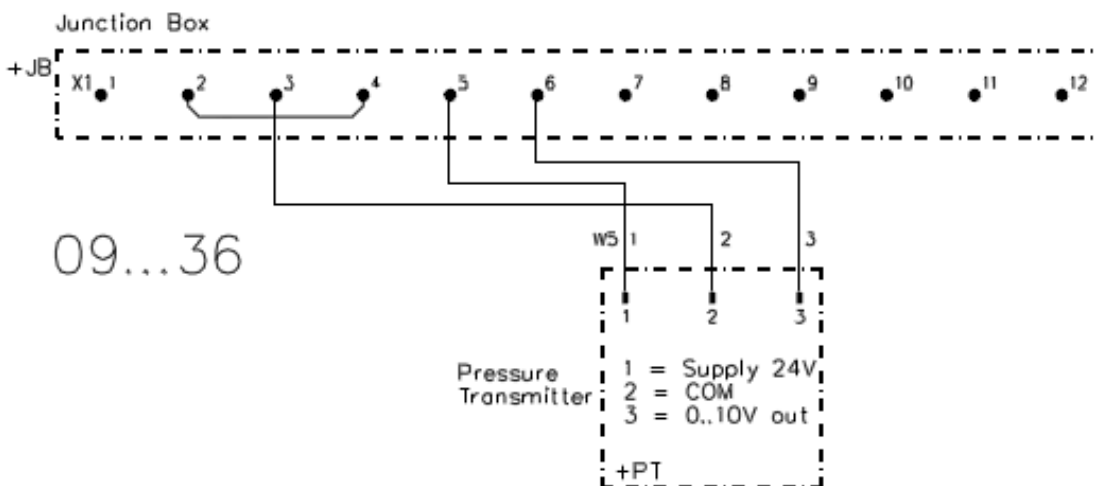 Junction Box
+JB
X1 1 2 3 4 5 6 7 8 9 10 11 12
09...36
W5 1 2 3
1 2 3
Pressure
Transmitter
1 = Supply 24V
2 = COM
3 = 0..10V out
+PT